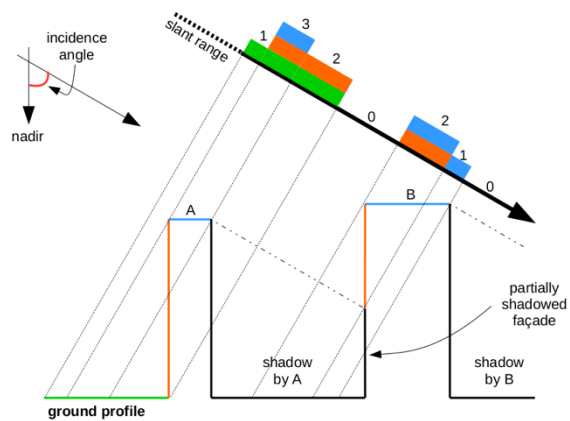 slant range
1
3
2
0
2
1
0
incidence
angle
nadir
A
B
partially
shadowed
façade
shadow
by A
shadow
by B
ground profile